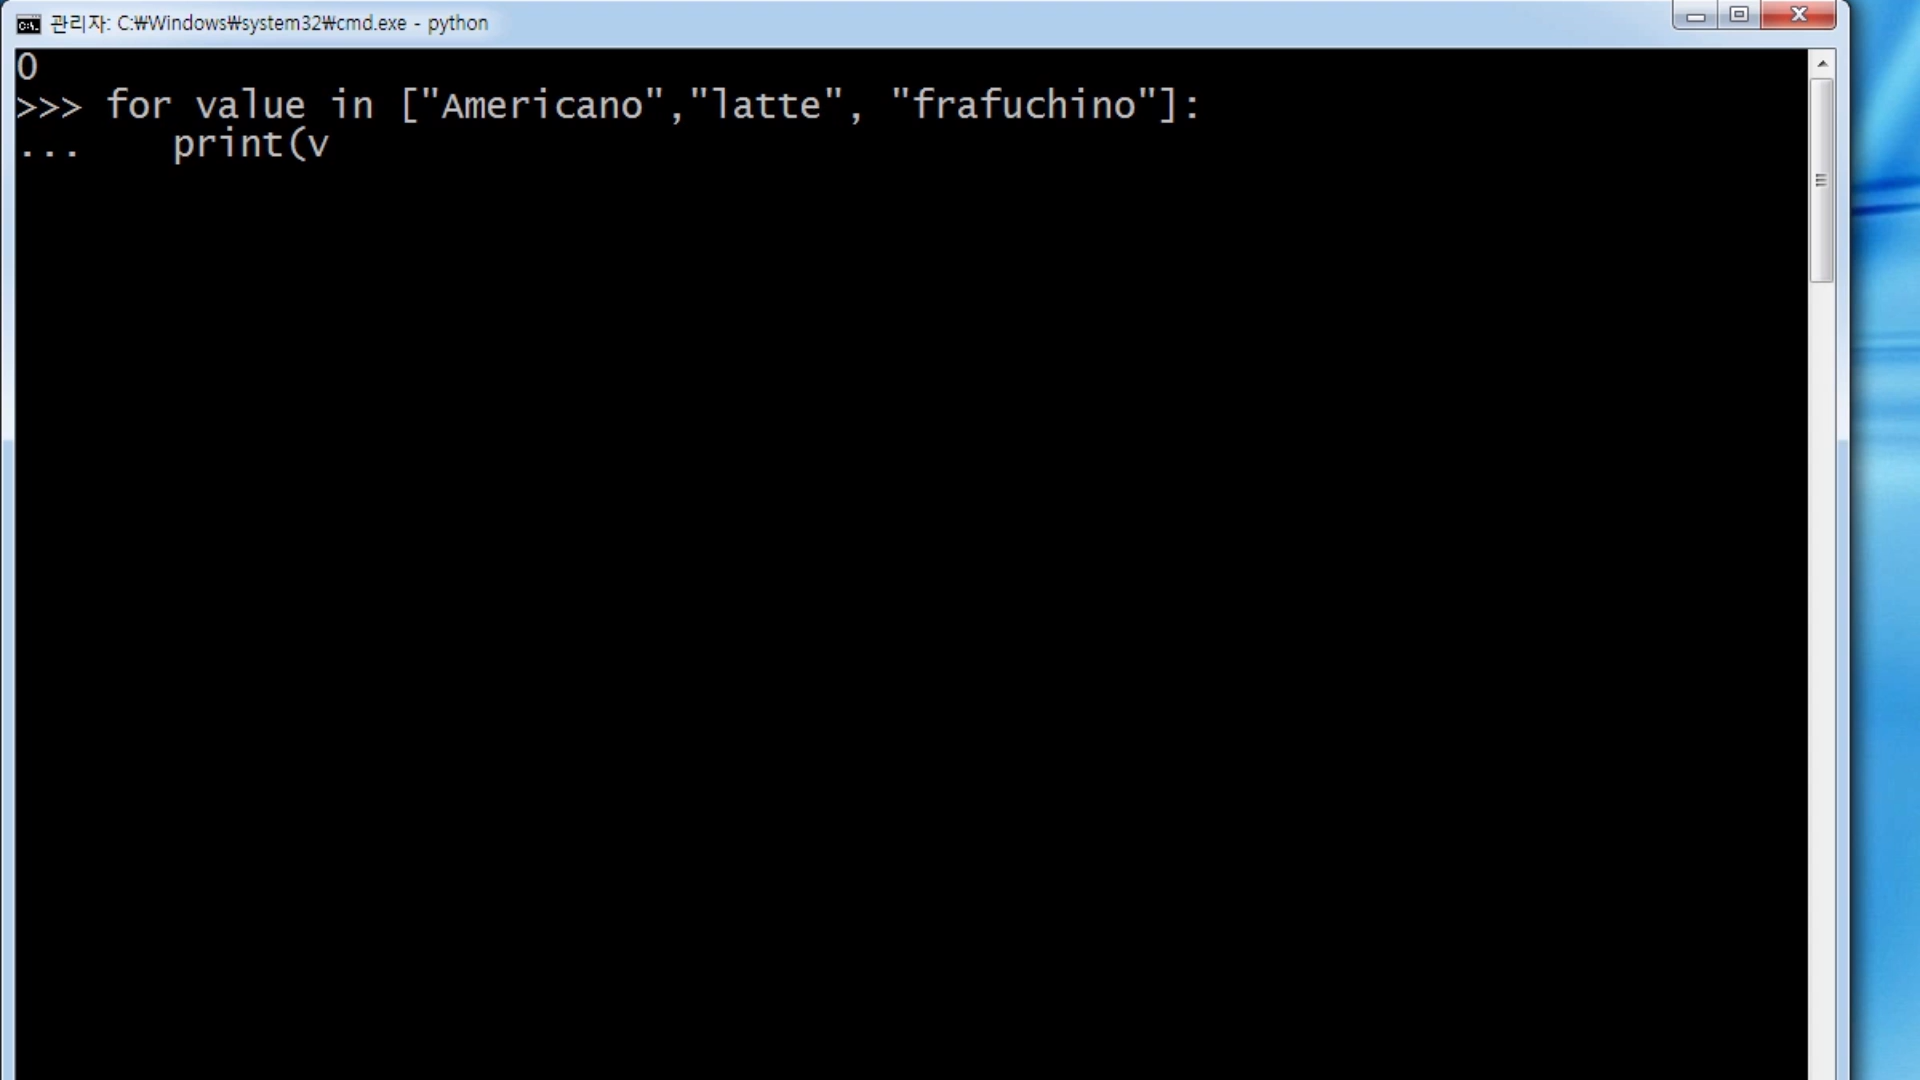 관리자: C:₩Windows₩system32₩cmd.exe - python
0
>>> for value in ["Americano","latte", "frafuchino"]:
...    print(v